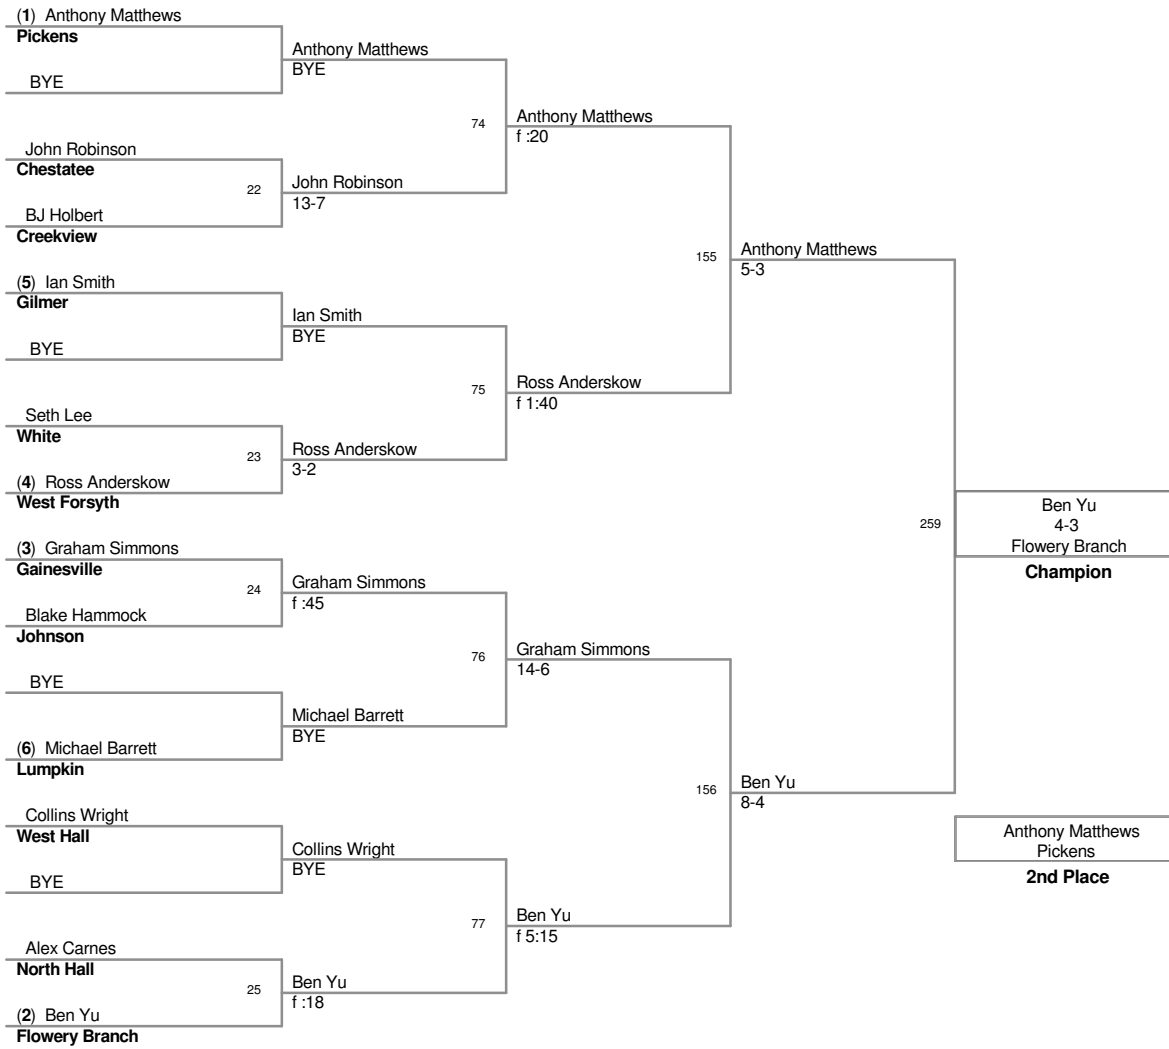 (1) Anthony Matthews
Pickens
BYE
John Robinson
Chestatee
BJ Holbert
Creekview
(5) Ian Smith
Gilmer
BYE
Seth Lee
White
(4) Ross Anderskow
West Forsyth
(3) Graham Simmons
Gainesville
Blake Hammock
Johnson
BYE
(6) Michael Barrett
Lumpkin
Collins Wright
West Hall
BYE
Alex Carnes
North Hall
(2) Ben Yu
Flowery Branch
Anthony Matthews
BYE
22
John Robinson
13-7
Ian Smith
BYE
23
Ross Anderskow
3-2
24
Graham Simmons
f :45
Michael Barrett
BYE
Collins Wright
BYE
25
Ben Yu
f :18
74
Anthony Matthews
f :20
75
Ross Anderskow
f 1:40
76
Graham Simmons
14-6
77
Ben Yu
f 5:15
155
Anthony Matthews
5-3
156
Ben Yu
8-4
259
Ben Yu
4-3
Flowery Branch
Champion
Anthony Matthews
Pickens
2nd Place